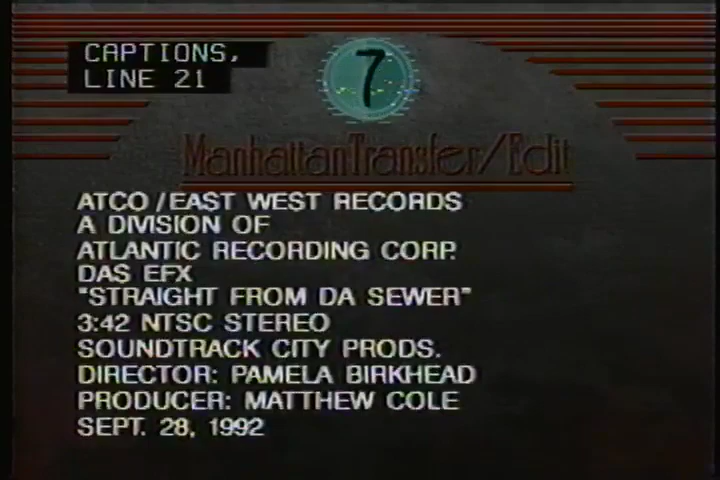 CAPTIONS,
LINE 21
7
ManhattanTransfer/Edit
ATCO/EAST WEST RECORDS
A DIVISION OF
ATLANTIC RECORDING CORP.
DAS EFX
"STRAIGHT FROM DA SEWER"
3:42 NTSC STEREO
SOUNDTRACK CITY PRODS.
DIRECTOR: PAMELA BIRKHEAD
PRODUCER: MATTHEW COLE
SEPT. 28, 1992